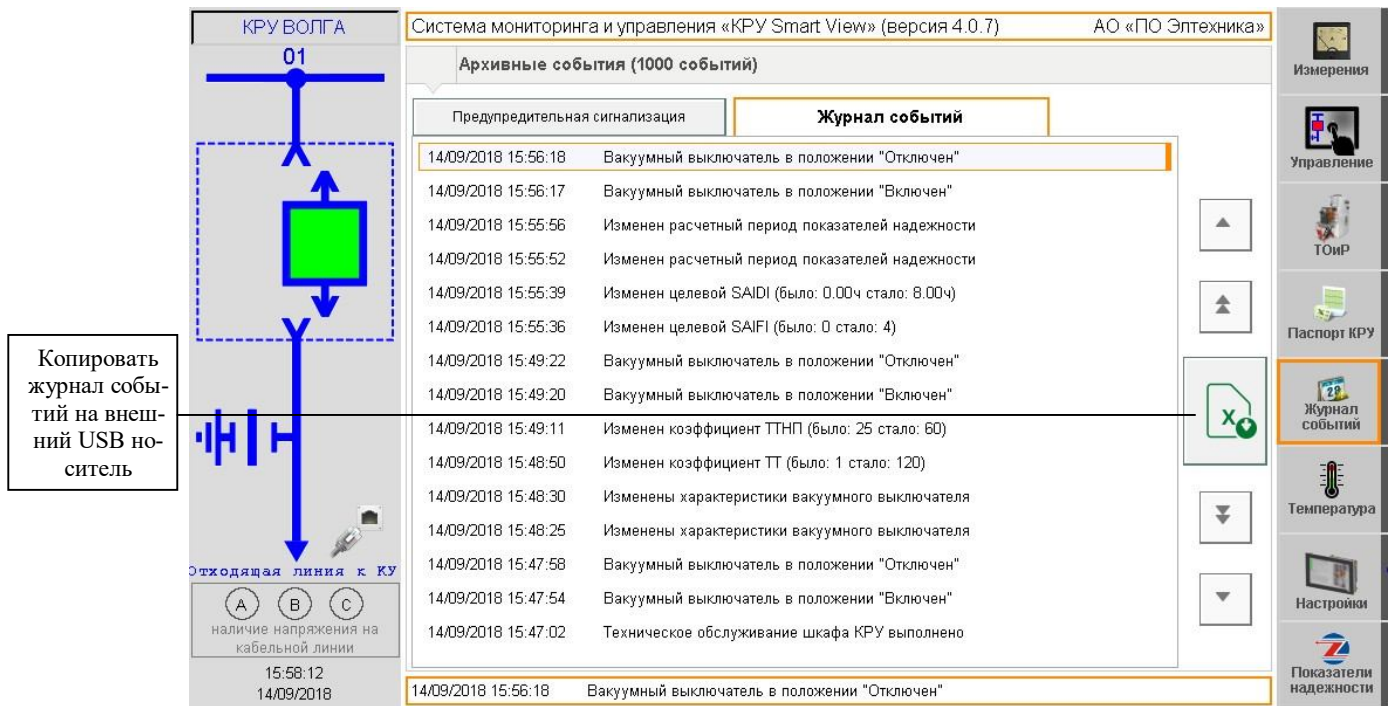 КРУ ВОЛГА
Система мониторинга и управления «КРУ Smart View» (версия 4.0.7)
АО «ПО Элтехника»
01
Архивные события (1000 событий)
Предупредительная сигнализация
Журнал событий
14/09/2018 15:56:18 Вакуумный выключатель в положении "Отключен"
14/09/2018 15:56:17 Вакуумный выключатель в положении "Включен"
14/09/2018 15:55:56 Изменен расчетный период показателей надежности
14/09/2018 15:55:52 Изменен расчетный период показателей надежности
14/09/2018 15:55:39 Изменен целевой SAIDI (было: 0.00ч стало: 8.00ч)
14/09/2018 15:55:36 Изменен целевой SAIFI (было: 0 стало: 4)
14/09/2018 15:49:22 Вакуумный выключатель в положении "Отключен"
14/09/2018 15:49:20 Вакуумный выключатель в положении "Включен"
14/09/2018 15:49:11 Изменен коэффициент ТТНП (было: 25 стало: 60)
14/09/2018 15:48:50 Изменен коэффициент ТТ (было: 1 стало: 120)
14/09/2018 15:48:30 Изменены характеристики вакуумного выключателя
14/09/2018 15:48:25 Изменены характеристики вакуумного выключателя
14/09/2018 15:47:58 Вакуумный выключатель в положении "Отключен"
14/09/2018 15:47:54 Вакуумный выключатель в положении "Включен"
14/09/2018 15:47:02 Техническое обслуживание шкафа КРУ выполнено
14/09/2018 15:56:18 Вакуумный выключатель в положении "Отключен"
Копировать
журнал собы-
тий на внеш-
ний USB но-
ситель
Отходящая линия к КУ
A B C
наличие напряжения на
кабельной линии
15:58:12
14/09/2018
X
Измерения
Управление
ТОиР
Паспорт КРУ
28
Журнал
событий
Температура
Настройки
Показатели
надежности